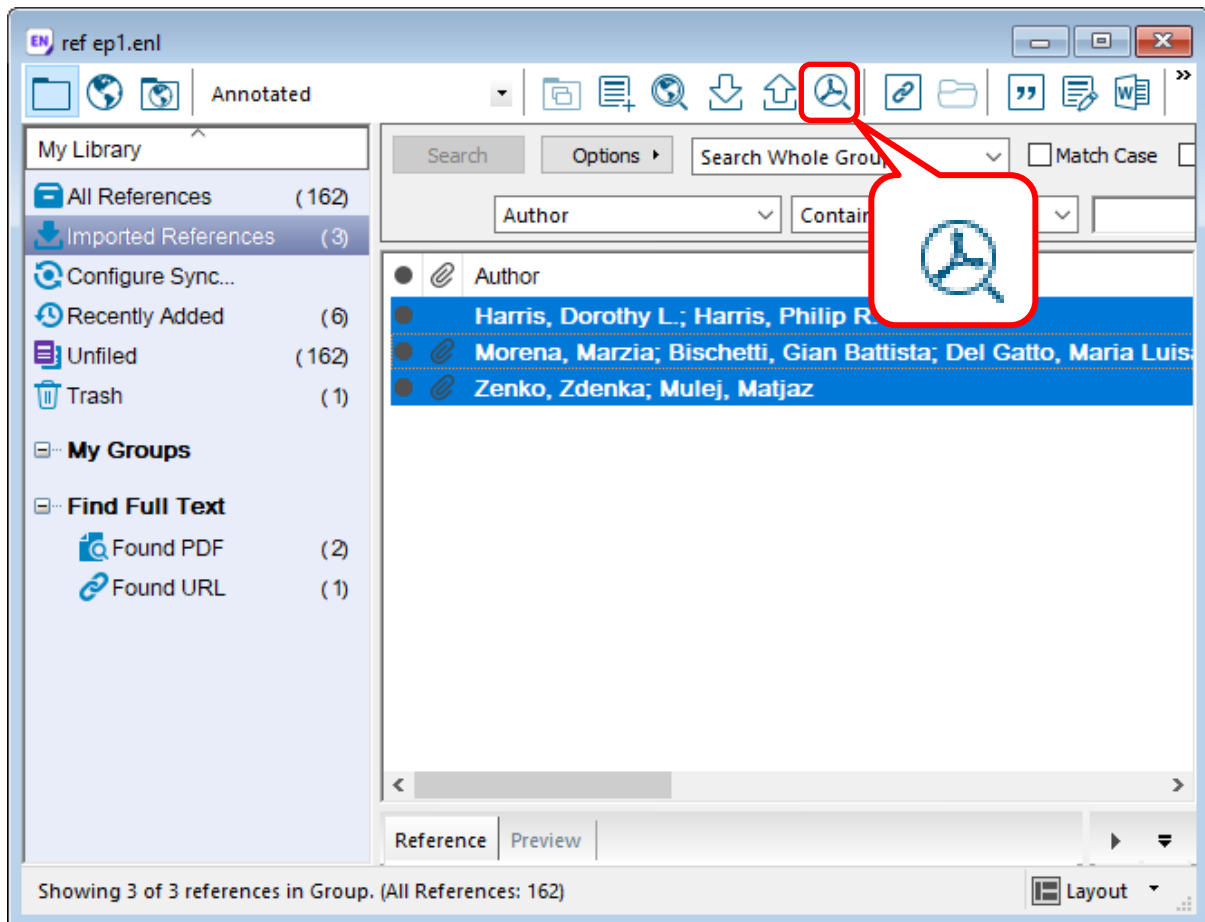 EN ref ep1.enl
Annotated
»
My Library
Search
Options
Search Whole Group
Match Case
All References (162)
Author
Contain
Imported References (3)
Configure Sync...
Author
Recently Added (6)
Harris, Dorothy L.; Harris, Philip R.
Unfiled (162)
Morena, Marzia; Bischetti, Gian Battista; Del Gatto, Maria Luis
Trash (1)
Zenko, Zdenka; Mulej, Matjaz
My Groups
Find Full Text
Found PDF (2)
Found URL (1)
Reference Preview
Showing 3 of 3 references in Group. (All References: 162)
Layout